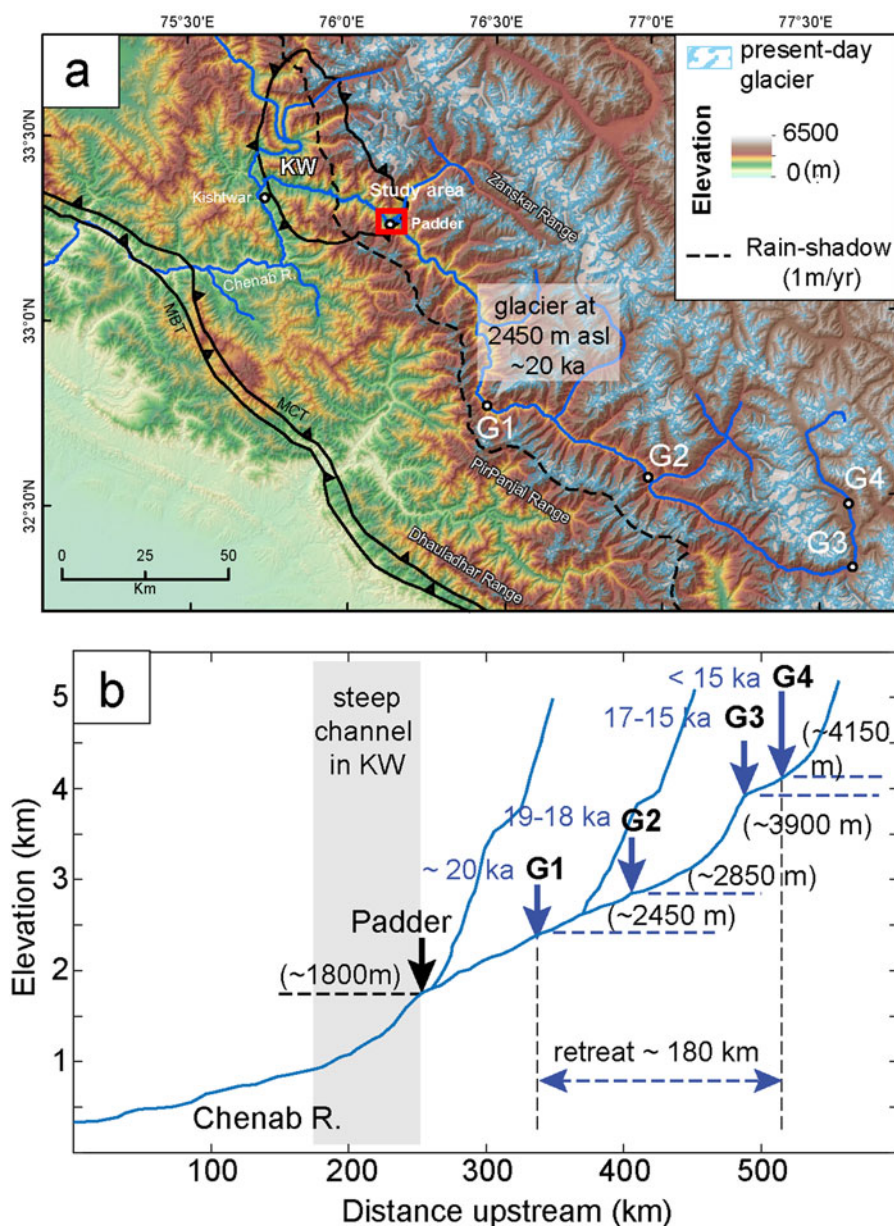 75°30'E 76°0'E 76°30'E 77°0'E 77°30'E
a
33°30'N
33°0'N
32°30'N
KW
Kishtwar
Study area
Padder
Zanskar Range
Chenab R.
MBT
MCT
glacier at
2450 m asl
~20 ka
G1
G2
G3
G4
PirPanjal Range
Dhauladhar Range
0 25 50
Km
present-day
glacier
Elevation
6500
0 (m)
Rain-shadow
(1m/yr)
b
steep
channel
in KW
< 15 ka G4
17-15 ka G3
(~4150
m)
(~3900 m)
19-18 ka G2
(~2850 m)
~ 20 ka G1
(~2450 m)
Padder
(~1800m)
retreat ~ 180 km
Chenab R.
5
4
3
2
1
Elevation (km)
100 200 300 400 500
Distance upstream (km)